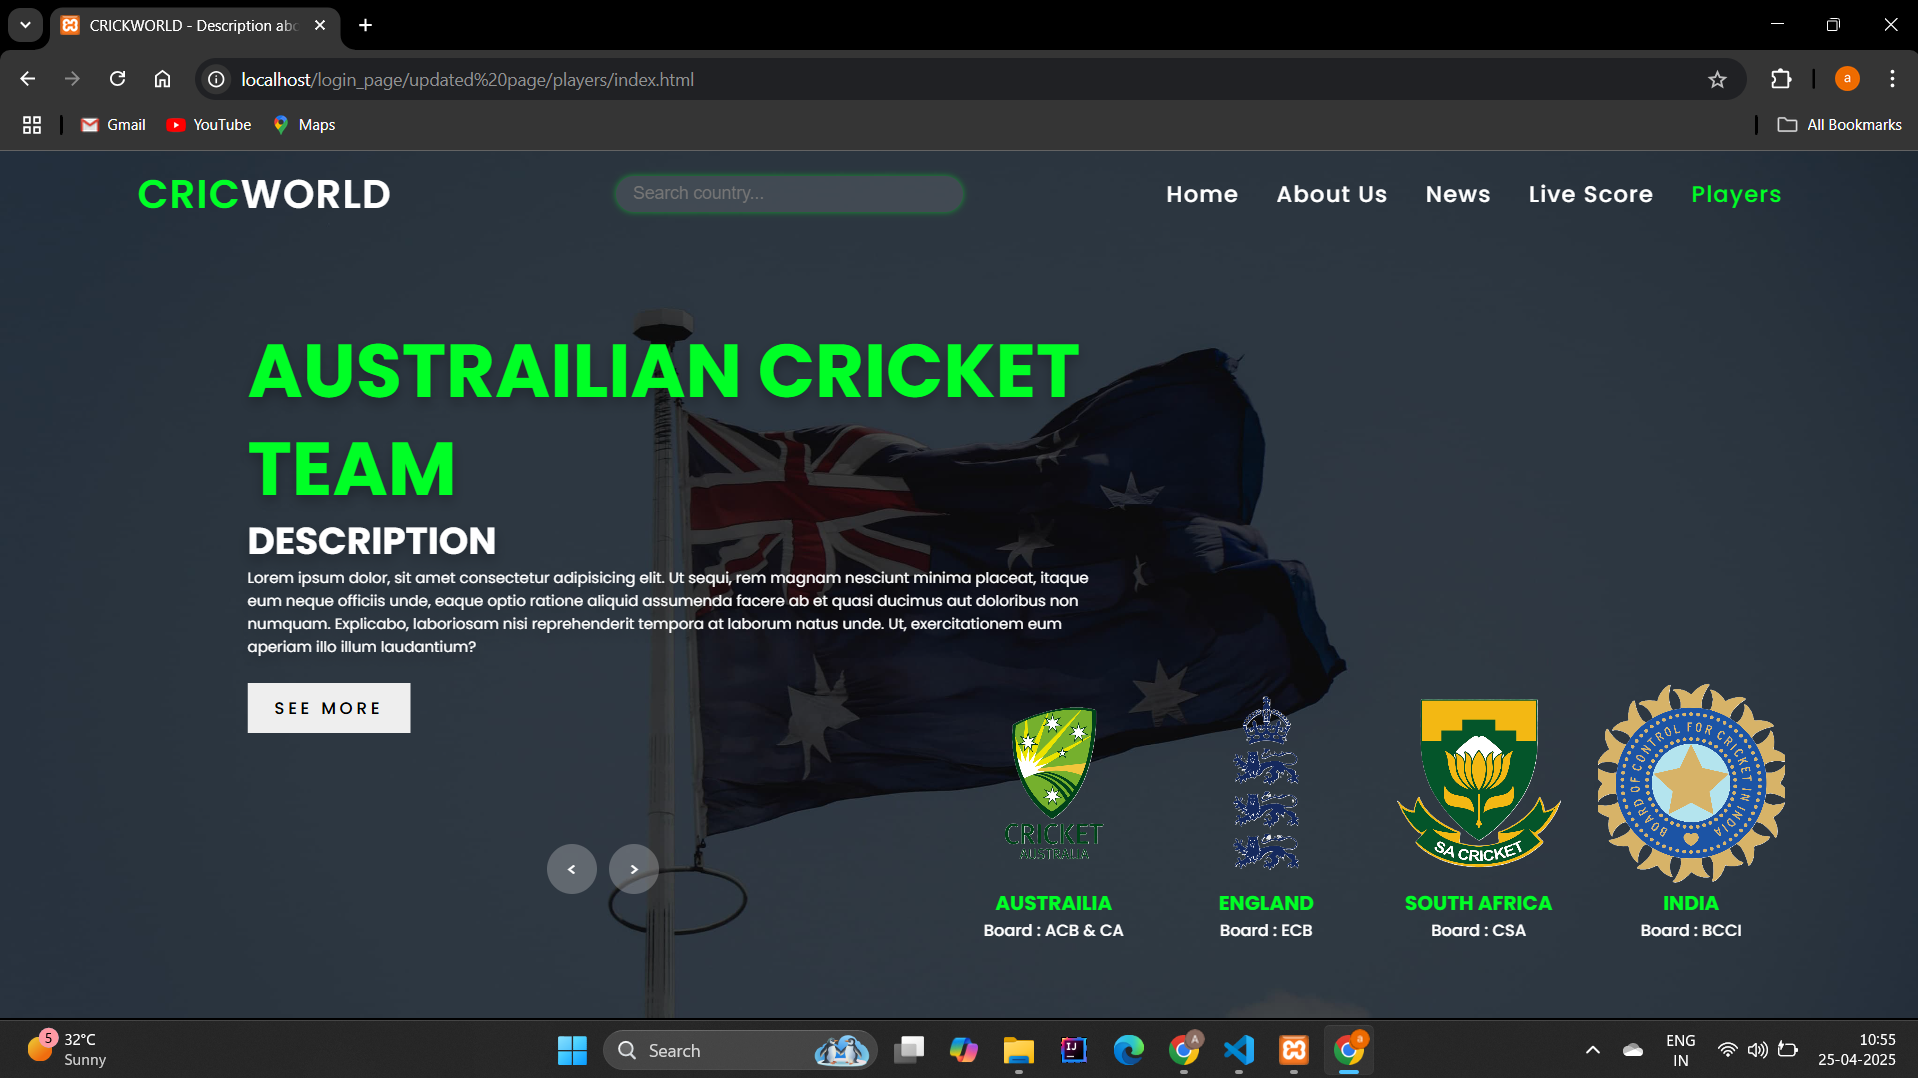 CRICKWORLD - Description abo
localhost/login_page/updated%20page/players/index.html
a
Gmail
YouTube
Maps
All Bookmarks
CRICWORLD
Search country...
Home
About Us
News
Live Score
Players
AUSTRAILIAN CRICKET
TEAM
DESCRIPTION
Lorem ipsum dolor, sit amet consectetur adipisicing elit. Ut sequi, rem magnam nesciunt minima placeat, itaque
eum neque officiis unde, eaque optio ratione aliquid assumenda facere ab et quasi ducimus aut doloribus non
numquam. Explicabo, laboriosam nisi reprehenderit tempora at laborum natus unde. Ut, exercitationem eum
aperiam illo illum laudantium?
SEE MORE
<
>
CRICKET
AUSTRALIA
SA CRICKET
BOARD OF CONTROL FOR CRICKET IN INDIA
AUSTRAILIA
Board : ACB & CA
ENGLAND
Board : ECB
SOUTH AFRICA
Board : CSA
INDIA
Board : BCCI
5
32°C
Sunny
Search
IJ
A
a
ENG
IN
10:55
25-04-2025